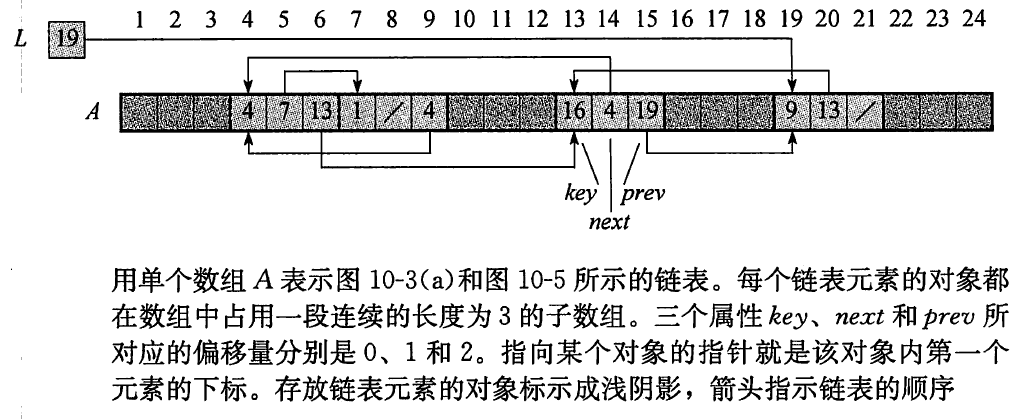 1 2 3 4 5 6 7 8 9 10 11 12 13 14 15 16 17 18 19 20 21 22 23 24
L 19
A 4 7 13 1 / 4 16 4 19 9 13 /
key prev
next
用单个数组 A 表示图 10-3(a)和图 10-5 所示的链表。每个链表元素的对象都
在数组中占用一段连续的长度为 3 的子数组。三个属性 key、next 和 prev 所
对应的偏移量分别是 0、1 和 2。指向某个对象的指针就是该对象内第一个
元素的下标。存放链表元素的对象标示成浅阴影，箭头指示链表的顺序